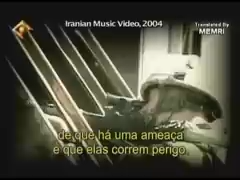 Iranian Music Video, 2004
Translated By
MEMRI
de que há uma ameaça
e que elas correm perigo.